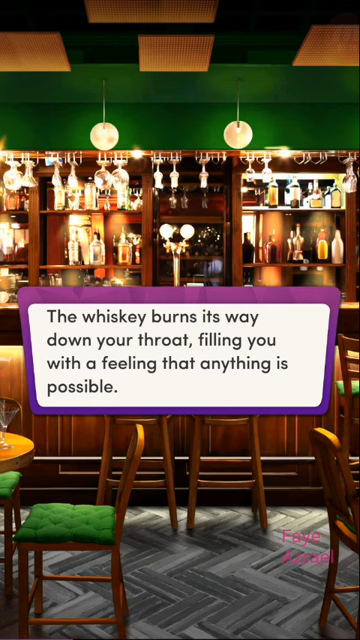 The whiskey burns its way
down your throat, filling you
with a feeling that anything is
possible.
Faye
Azrael